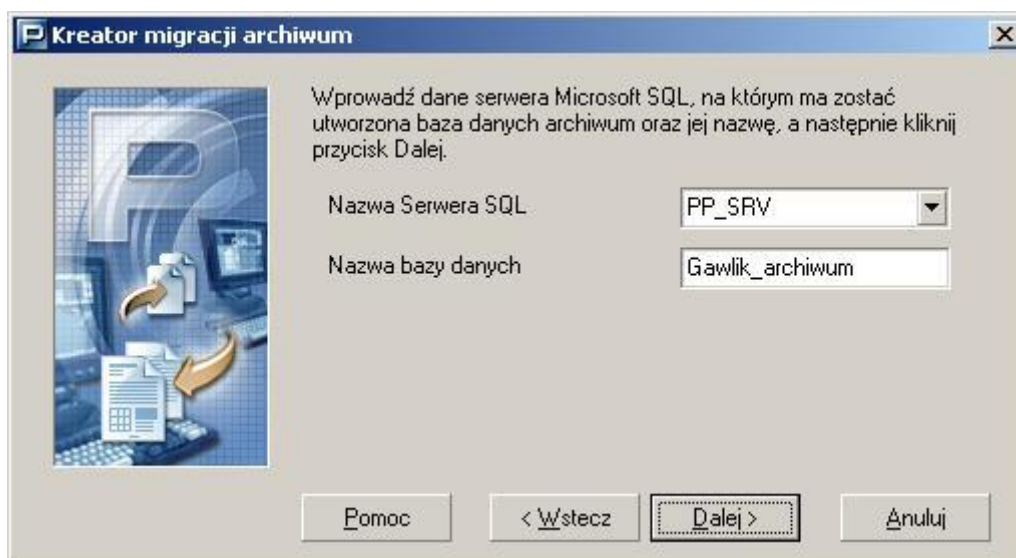 Kreator migracji archiwum
Wprowadź dane serwera Microsoft SQL, na którym ma zostać
utworzona baza danych archiwum oraz jej nazwę, a następnie kliknij
przycisk Dalej.
Nazwa Serwera SQL
PP_SRV
Nazwa bazy danych
Gawlik_archiwum
Pomoc
< Wstecz
Dalej >
Anuluj